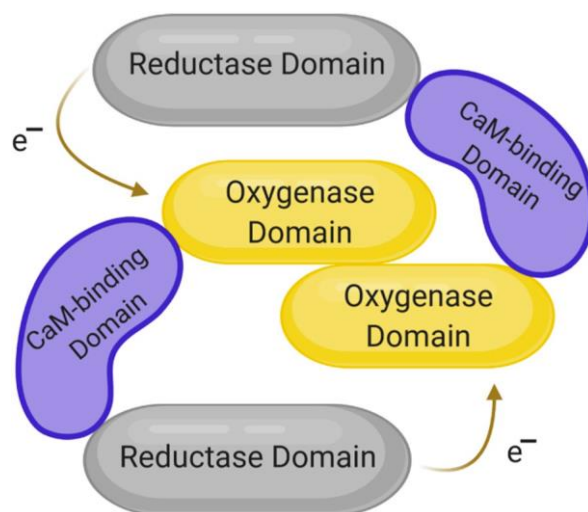 Reductase Domain
CaM-binding
Domain
e⁻
Oxygenase
Domain
CaM-binding
Domain
Oxygenase
Domain
Reductase Domain
e⁻